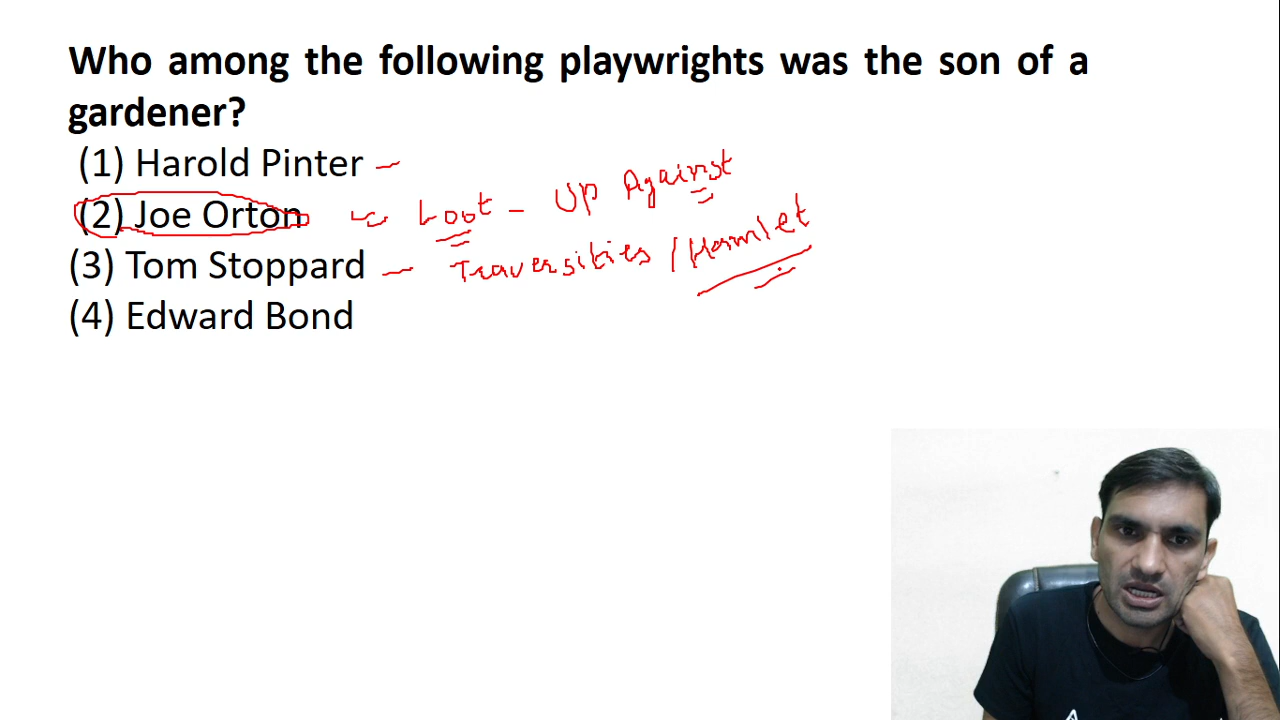 Who among the following playwrights was the son of a
gardener?
(1) Harold Pinter –
(2) Joe Orton Loot – Up Against
(3) Tom Stoppard – Traversities / Hamlet
(4) Edward Bond